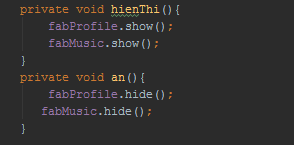 private void hienThi(){
fabProfile.show();
fabMusic.show();
}
private void an(){
fabProfile.hide();
fabMusic.hide();
}